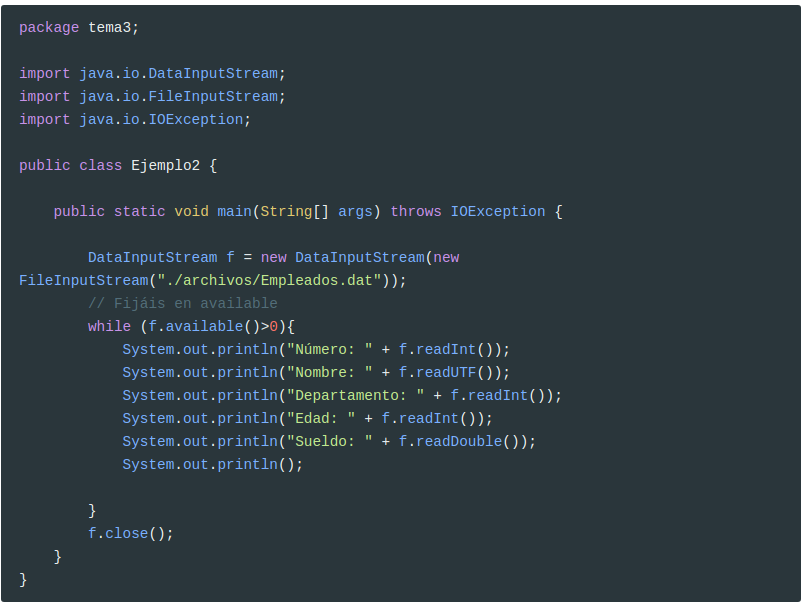 package tema3;
import java.io.DataInputStream;
import java.io.FileInputStream;
import java.io.IOException;
public class Ejemplo2 {
public static void main(String[] args) throws IOException {
DataInputStream f = new DataInputStream(new
FileInputStream("./archivos/Empleados.dat"));
// Fijáis en available
while (f.available()>0){
System.out.println("Número: " + f.readInt());
System.out.println("Nombre: " + f.readUTF());
System.out.println("Departamento: " + f.readInt());
System.out.println("Edad: " + f.readInt());
System.out.println("Sueldo: " + f.readDouble());
System.out.println();
}
f.close();
}
}